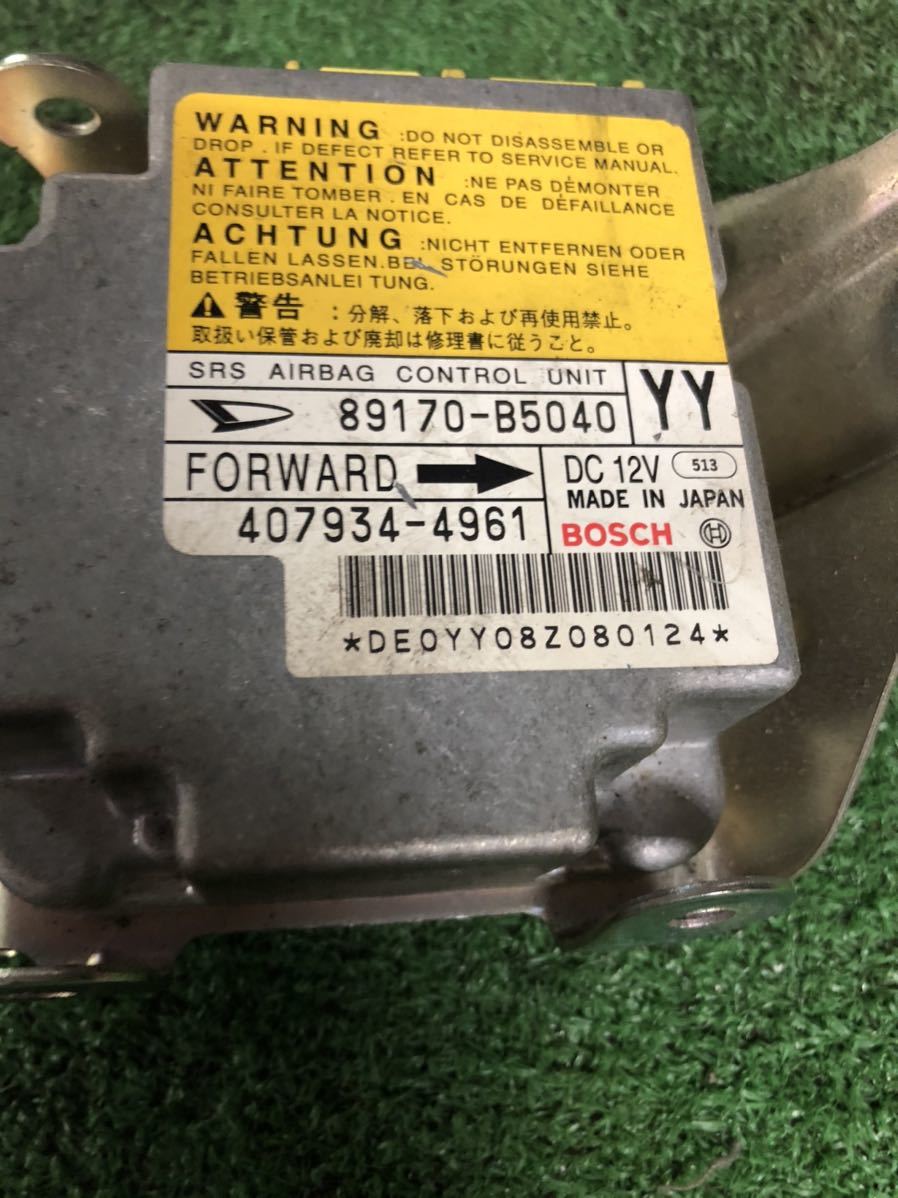 WARNING :DO NOT DISASSEMBLE OR
DROP . IF DEFECT REFER TO SERVICE MANUAL.
ATTENTION :NE PAS DÉMONTER
NI FAIRE TOMBER . EN CAS DE DÉFAILLANCE
CONSULTER LA NOTICE.
ACHTUNG :NICHT ENTFERNEN ODER
FALLEN LASSEN.BEI STÖRUNGEN SIEHE
BETRIEBSANLEI TUNG.
警告 :分解、落下および再使用禁止。
取扱い保管および廃却は修理書に従うこと。
SRS AIRBAG CONTROL UNIT
YY
89170-B5040
FORWARD
DC 12V 513
MADE IN JAPAN
407934-4961
BOSCH
*DE0YY08Z080124*